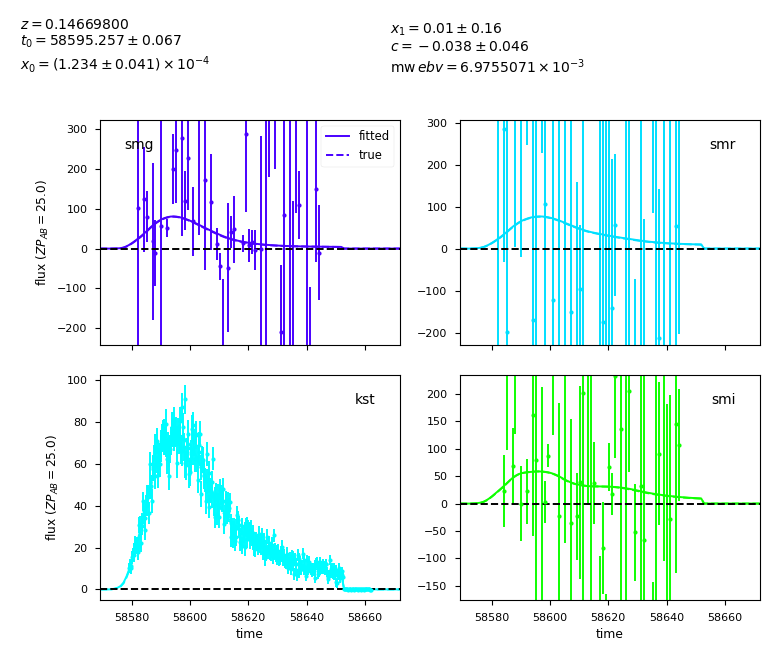 z = 0.14669800
t₀ = 58595.257 ± 0.067
x₀ = (1.234 ± 0.041) × 10⁻⁴
x₁ = 0.01 ± 0.16
c = −0.038 ± 0.046
mw ebv = 6.9755071 × 10⁻³
smg
fitted
true
300
200
100
0
−100
−200
flux (ZP_AB = 25.0)
smr
300
200
100
0
−100
−200
kst
100
80
60
40
20
0
flux (ZP_AB = 25.0)
58580 58600 58620 58640 58660
time
smi
200
150
100
50
0
−50
−100
−150
58580 58600 58620 58640 58660
time